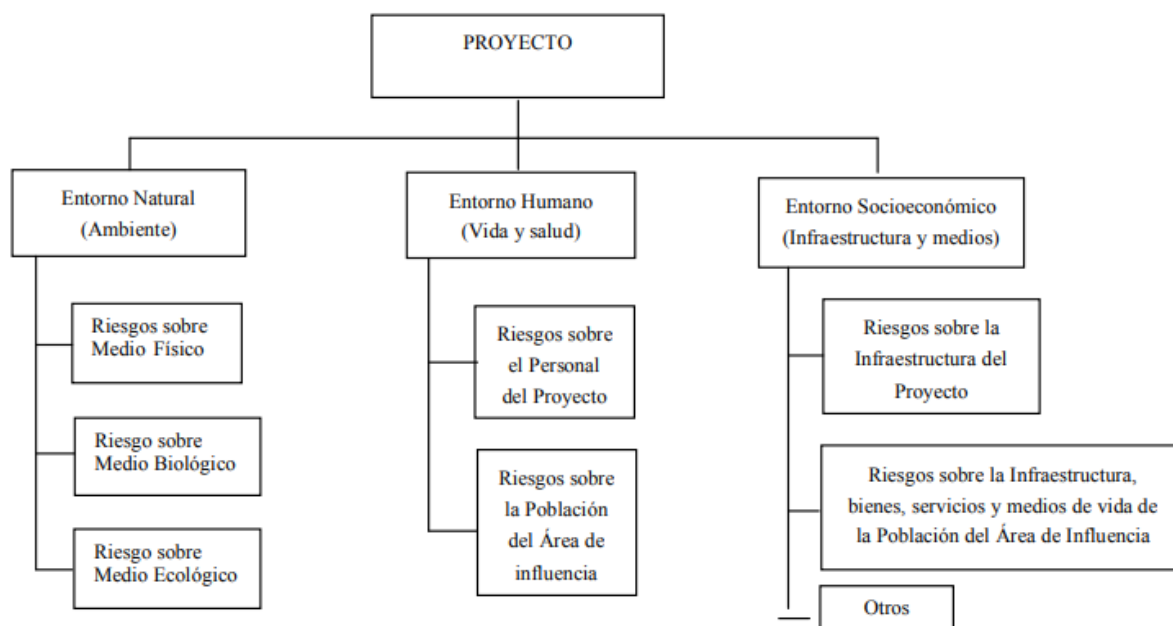 PROYECTO
Entorno Natural
(Ambiente)
Riesgos sobre
Medio Físico
Riesgo sobre
Medio Biológico
Riesgo sobre
Medio Ecológico
Entorno Humano
(Vida y salud)
Riesgos sobre
el Personal
del Proyecto
Riesgos sobre
la Población
del Área de
influencia
Entorno Socioeconómico
(Infraestructura y medios)
Riesgos sobre la
Infraestructura del
Proyecto
Riesgos sobre la Infraestructura,
bienes, servicios y medios de vida de
la Población del Área de Influencia
Otros